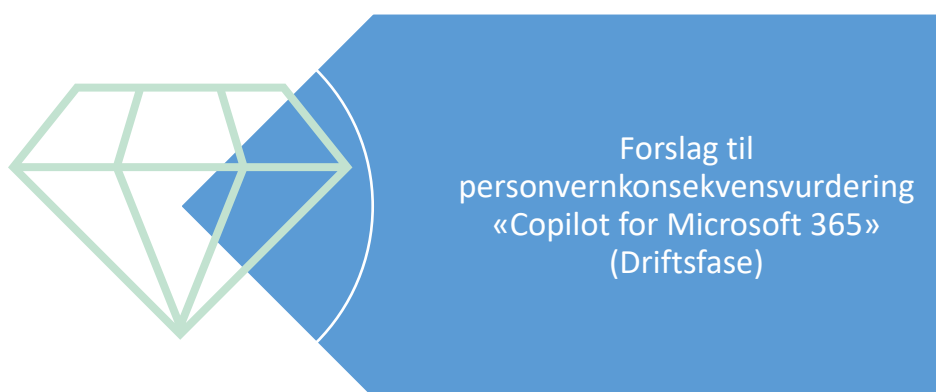 Forslag til
personvernkonsekvensvurdering
«Copilot for Microsoft 365»
(Driftsfase)